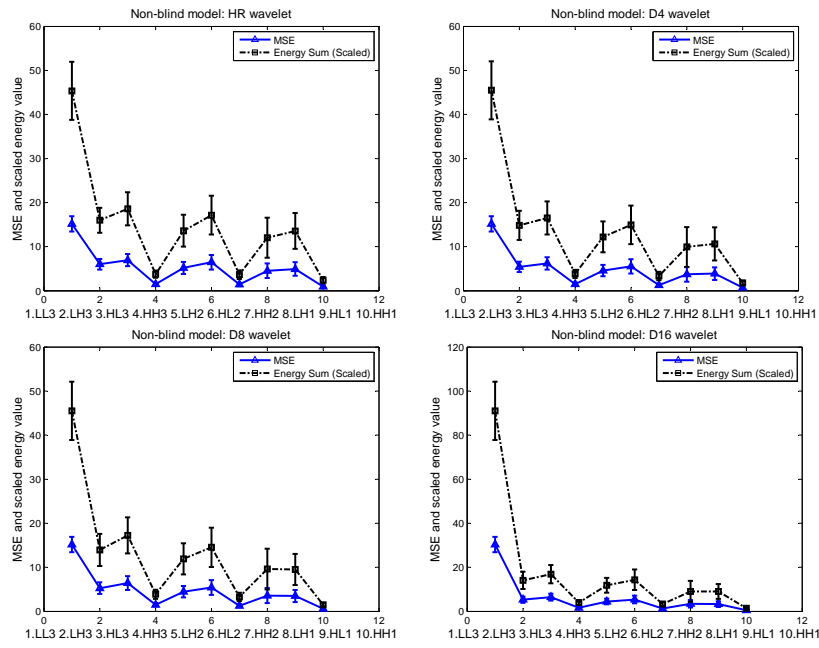 Non-blind model: HR wavelet
60
50
40
30
20
10
0
MSE and scaled energy value
MSE
Energy Sum (Scaled)
0 2 4 6 8 10 12
1.LL3 2.LH3 3.HL3 4.HH3 5.LH2 6.HL2 7.HH2 8.LH1 9.HL1 10.HH1
Non-blind model: D4 wavelet
60
50
40
30
20
10
0
MSE and scaled energy value
MSE
Energy Sum (Scaled)
0 2 4 6 8 10 12
1.LL3 2.LH3 3.HL3 4.HH3 5.LH2 6.HL2 7.HH2 8.LH1 9.HL1 10.HH1
Non-blind model: D8 wavelet
60
50
40
30
20
10
0
MSE and scaled energy value
MSE
Energy Sum (Scaled)
0 2 4 6 8 10 12
1.LL3 2.LH3 3.HL3 4.HH3 5.LH2 6.HL2 7.HH2 8.LH1 9.HL1 10.HH1
Non-blind model: D16 wavelet
120
100
80
60
40
20
0
MSE and scaled energy value
MSE
Energy Sum (Scaled)
0 2 4 6 8 10 12
1.LL3 2.LH3 3.HL3 4.HH3 5.LH2 6.HL2 7.HH2 8.LH1 9.HL1 10.HH1